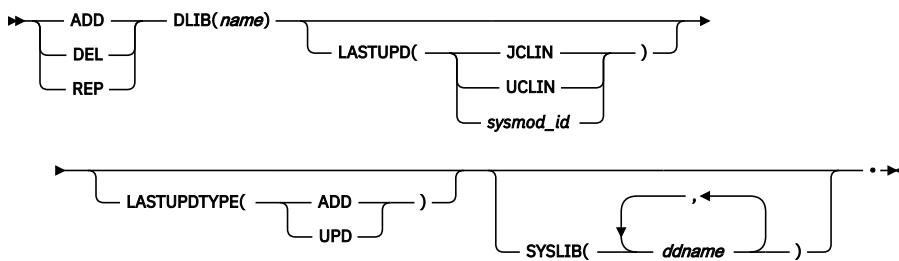 ADD DLIB(name)
DEL
REP
LASTUPD( JCLIN )
UCLIN
sysmod_id
LASTUPDTYPE( ADD )
UPD
,
SYSLIB( ddname )
.